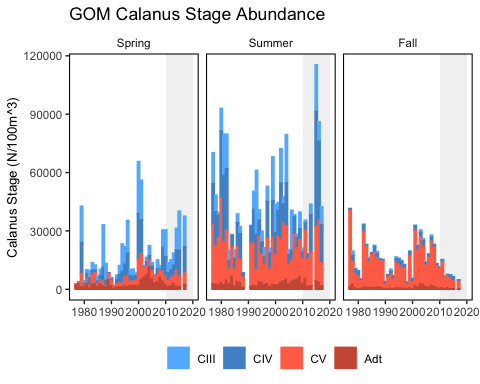 GOM Calanus Stage Abundance
Spring Summer Fall
Calanus Stage (N/100m^3)
120000
90000
60000
30000
0
1980 1990 2000 2010 2020 1980 1990 2000 2010 2020 1980 1990 2000 2010 2020
CIII CIV CV Adt